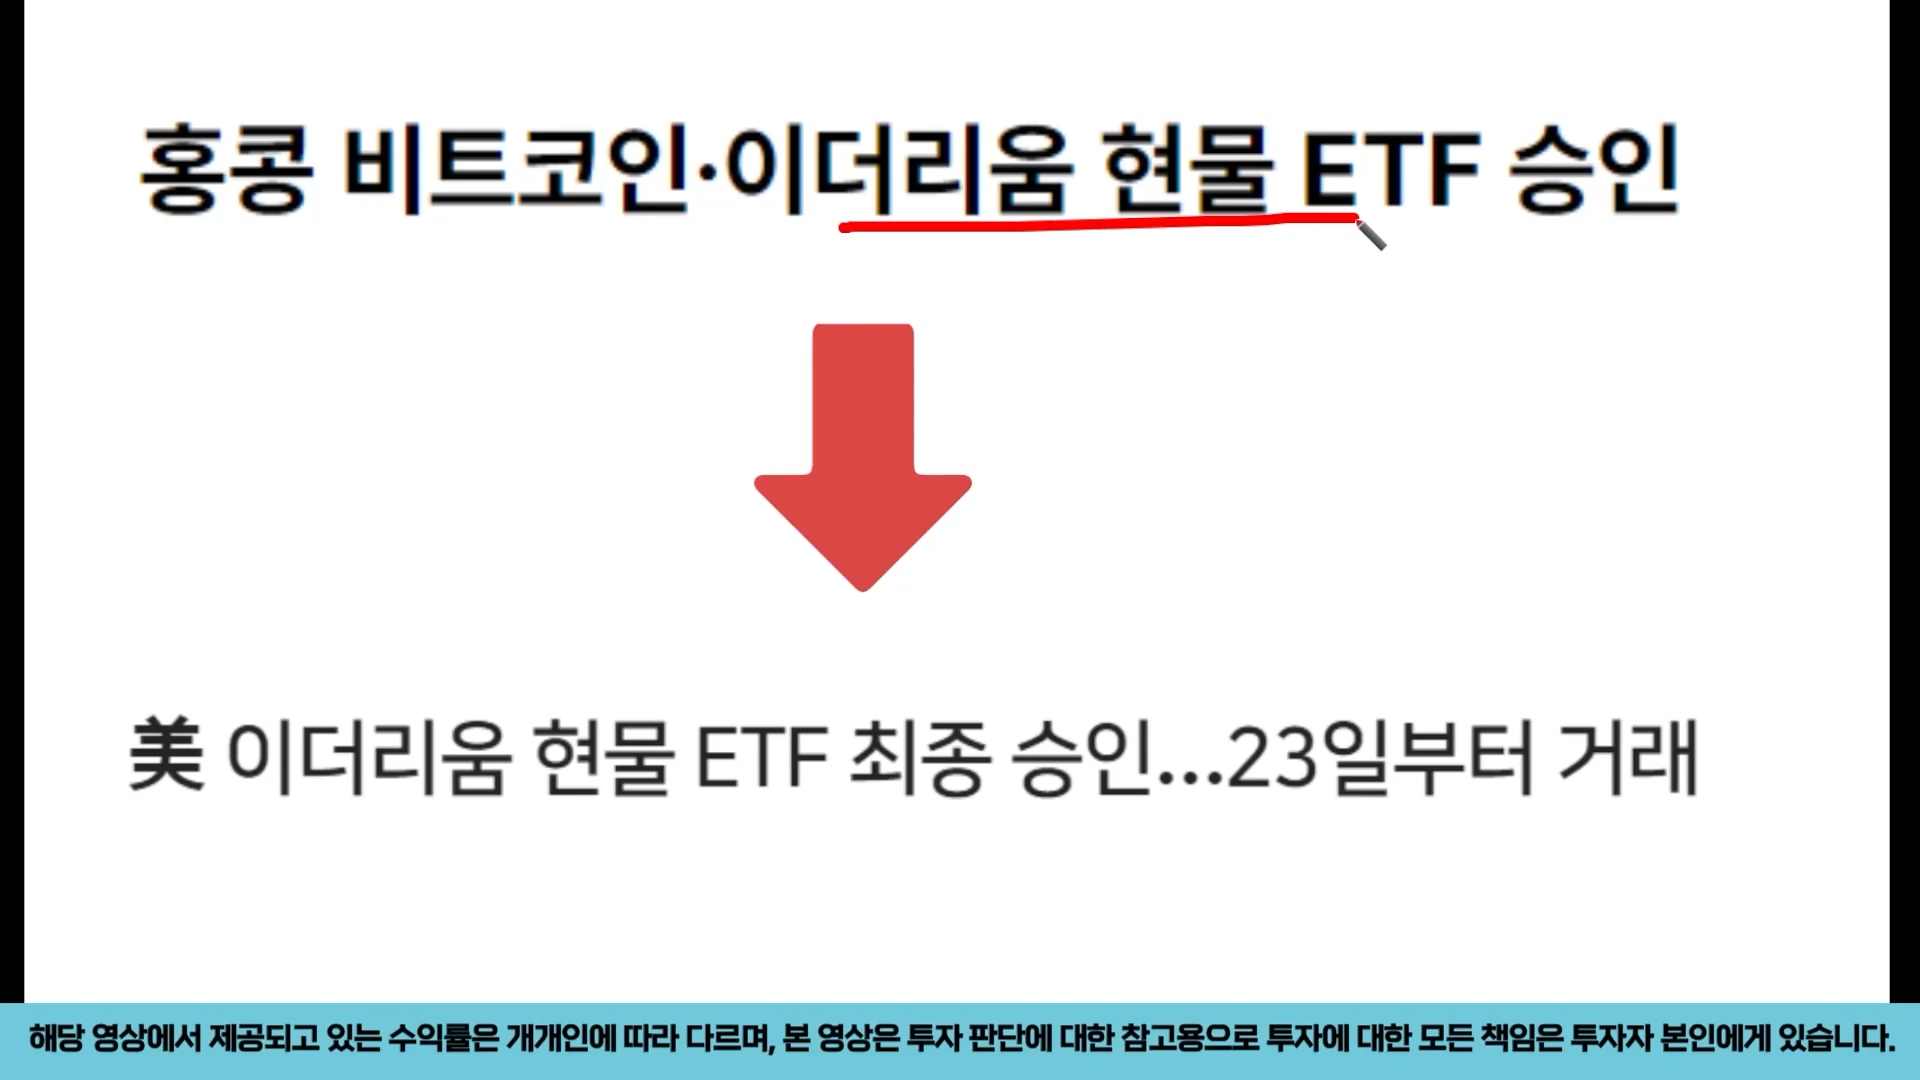 홍콩 비트코인·이더리움 현물 ETF 승인
美 이더리움 현물 ETF 최종 승인...23일부터 거래
해당 영상에서 제공되고 있는 수익률은 개개인에 따라 다르며, 본 영상은 투자 판단에 대한 참고용으로 투자에 대한 모든 책임은 투자자 본인에게 있습니다.